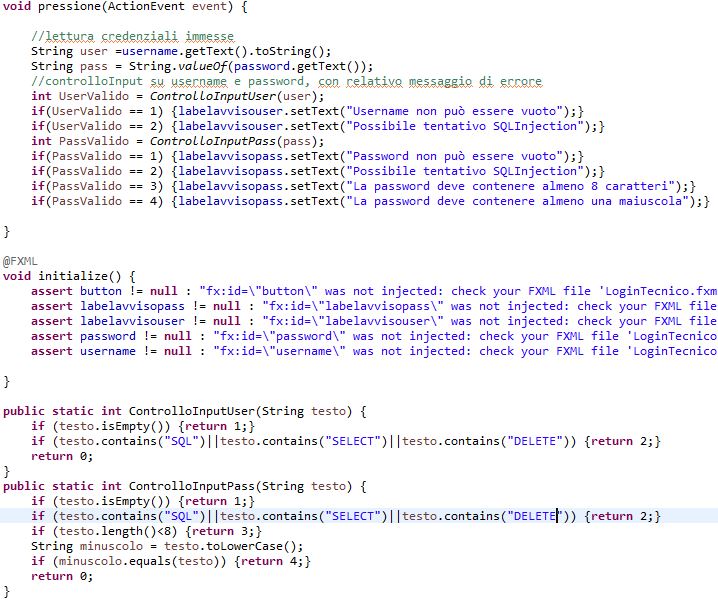 void pressione(ActionEvent event) {
//lettura credenziali immesse
String user =username.getText().toString();
String pass = String.valueOf(password.getText());
//controlloInput su username e password, con relativo messaggio di errore
int UserValido = ControlloInputUser(user);
if(UserValido == 1) {labelavvisouser.setText("Username non può essere vuoto");}
if(UserValido == 2) {labelavvisouser.setText("Possibile tentativo SQLInjection");}
int PassValido = ControlloInputPass(pass);
if(PassValido == 1) {labelavvisopass.setText("Password non può essere vuoto");}
if(PassValido == 2) {labelavvisopass.setText("Possibile tentativo SQLInjection");}
if(PassValido == 3) {labelavvisopass.setText("La password deve contenere almeno 8 caratteri");}
if(PassValido == 4) {labelavvisopass.setText("La password deve contenere almeno una maiuscola");}
}
@FXML
void initialize() {
assert button != null : "fx:id=\"button\" was not injected: check your FXML file 'LoginTecnico.fxm
assert labelavvisopass != null : "fx:id=\"labelavvisopass\" was not injected: check your FXML file
assert labelavvisouser != null : "fx:id=\"labelavvisouser\" was not injected: check your FXML file
assert password != null : "fx:id=\"password\" was not injected: check your FXML file 'LoginTecnico
assert username != null : "fx:id=\"username\" was not injected: check your FXML file 'LoginTecnico
}
public static int ControlloInputUser(String testo) {
if (testo.isEmpty()) {return 1;}
if (testo.contains("SQL")||testo.contains("SELECT")||testo.contains("DELETE")) {return 2;}
return 0;
}
public static int ControlloInputPass(String testo) {
if (testo.isEmpty()) {return 1;}
if (testo.contains("SQL")||testo.contains("SELECT")||testo.contains("DELETE")) {return 2;}
if (testo.length()<8) {return 3;}
String minuscolo = testo.toLowerCase();
if (minuscolo.equals(testo)) {return 4;}
return 0;
}